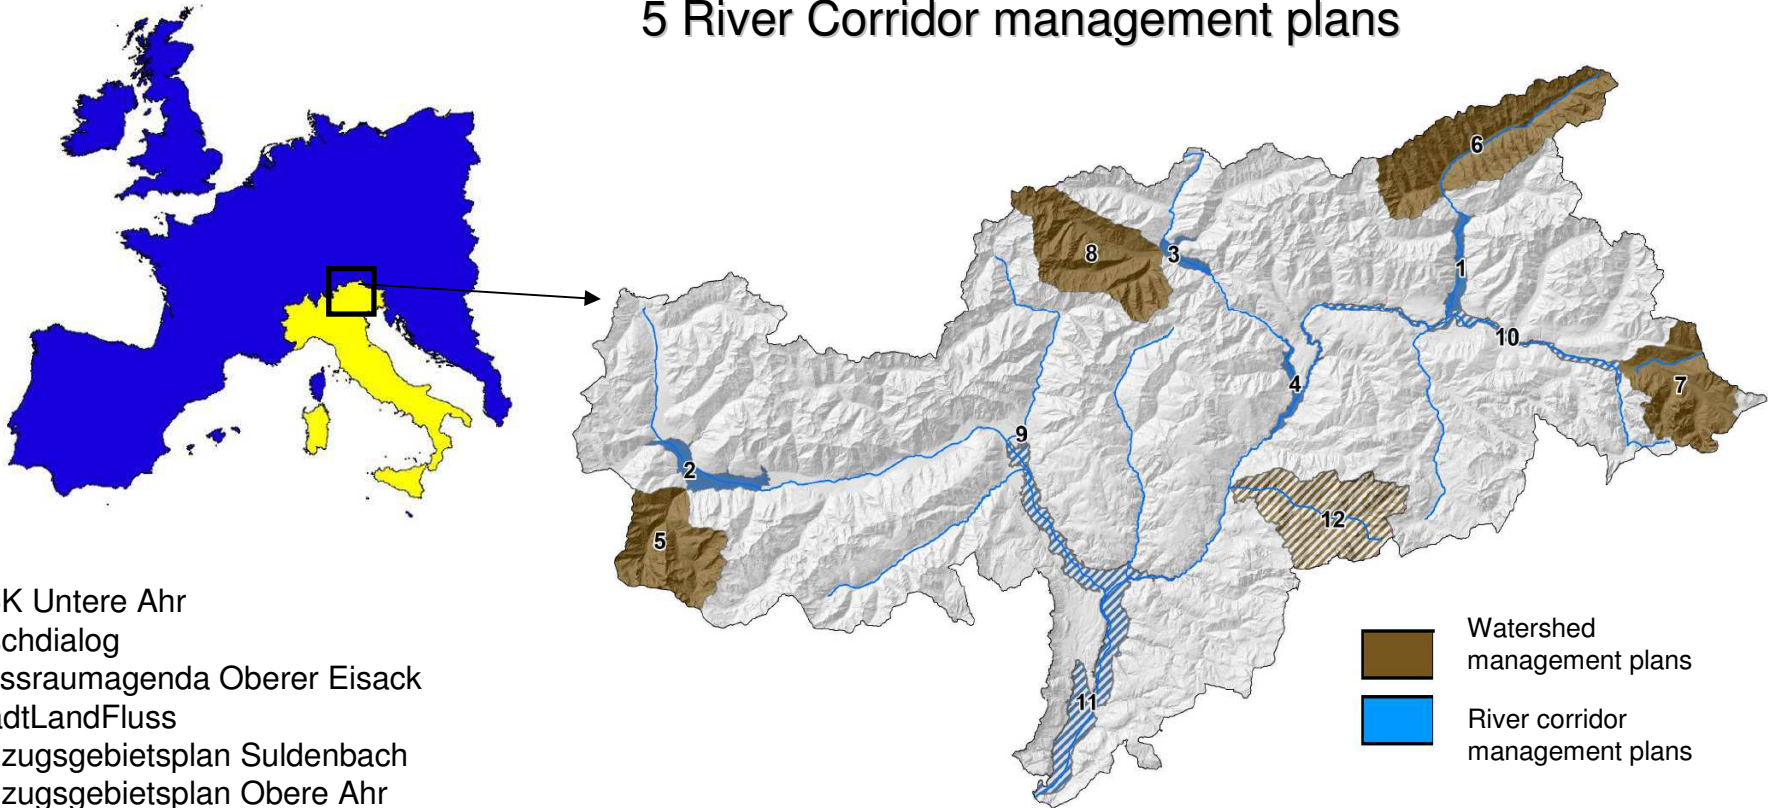 5 River Corridor management plans
6
8
3
1
10
7
4
9
2
12
5
11
K Untere Ahr
chdialog
ssraumagenda Oberer Eisack
dtLandFluss
zugsgebietsplan Suldenbach
zugsgebietsplan Obere Ahr
Watershed
management plans
River corridor
management plans